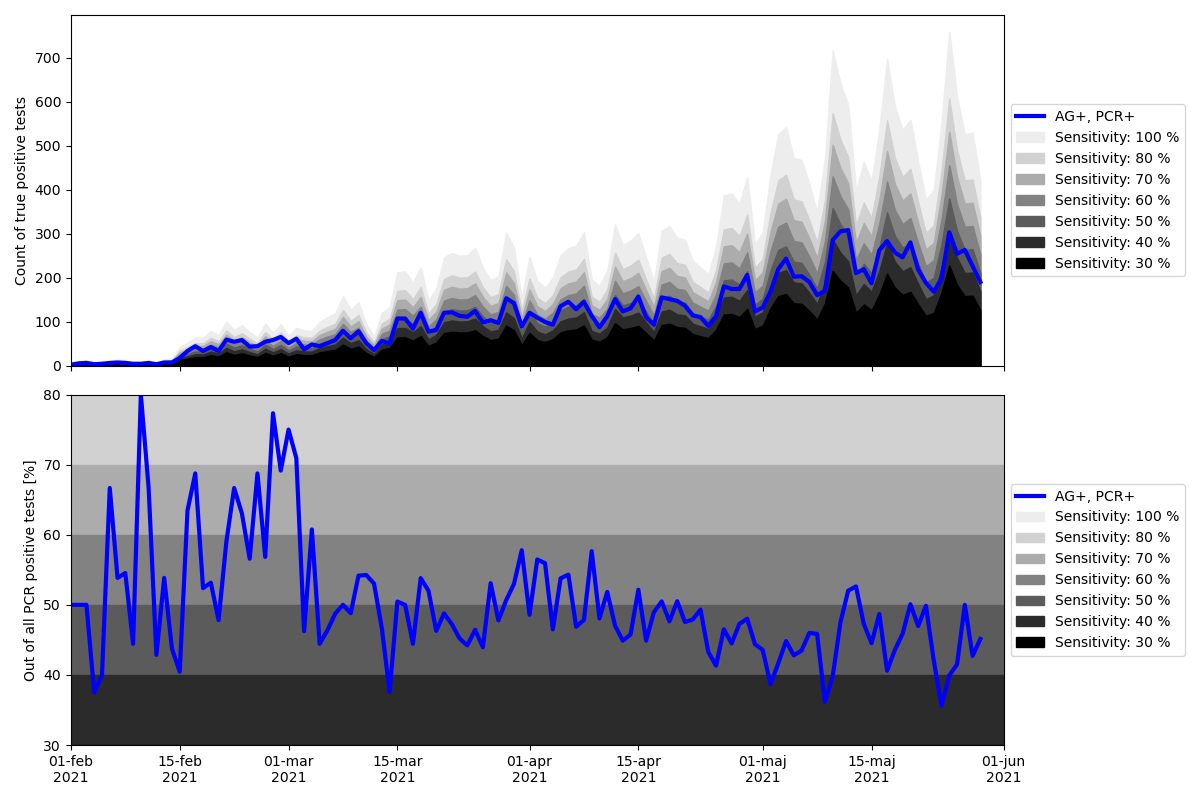 Count of true positive tests
700
600
500
400
300
200
100
0
AG+, PCR+
Sensitivity: 100 %
Sensitivity: 80 %
Sensitivity: 70 %
Sensitivity: 60 %
Sensitivity: 50 %
Sensitivity: 40 %
Sensitivity: 30 %
Out of all PCR positive tests [%]
80
70
60
50
40
30
AG+, PCR+
Sensitivity: 100 %
Sensitivity: 80 %
Sensitivity: 70 %
Sensitivity: 60 %
Sensitivity: 50 %
Sensitivity: 40 %
Sensitivity: 30 %
01-feb 15-feb 01-mar 15-mar 01-apr 15-apr 01-maj 15-maj 01-jun
2021 2021 2021 2021 2021 2021 2021 2021 2021